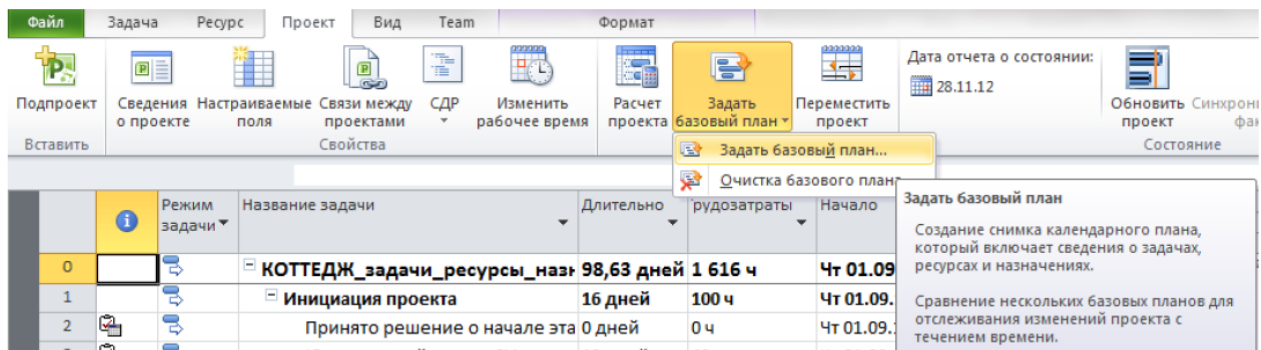 Файл Задача Ресурс Проект Вид Team Формат
Подпроект
Сведения о проекте
Настраиваемые поля
Связи между проектами
СДР
Изменить рабочее время
Расчет проекта
Задать базовый план
Переместить проект
Дата отчета о состоянии:
28.11.12
Обновить проект
Вставить Свойства Состояние
Задать базовый план...
Очистка базового плана
Режим задачи Название задачи Длительно рудозатраты Начало
0 КОТТЕДЖ_задачи_ресурсы_назн 98,63 дней 1 616 ч Чт 01.09
1 Инициация проекта 16 дней 100 ч Чт 01.09.
2 Принято решение о начале эта 0 дней 0 ч Чт 01.09.
Задать базовый план
Создание снимка календарного плана,
который включает сведения о задачах,
ресурсах и назначениях.
Сравнение нескольких базовых планов для
отслеживания изменений проекта с
течением времени.